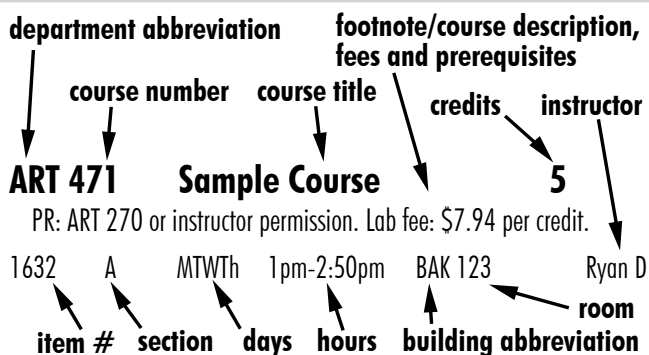 department abbreviation footnote/course description,
fees and prerequisites
course number course title credits instructor
ART 471 Sample Course 5
PR: ART 270 or instructor permission. Lab fee: $7.94 per credit.
1632 A MTWTh 1pm-2:50pm BAK 123 Ryan D
room
item # section days hours building abbreviation